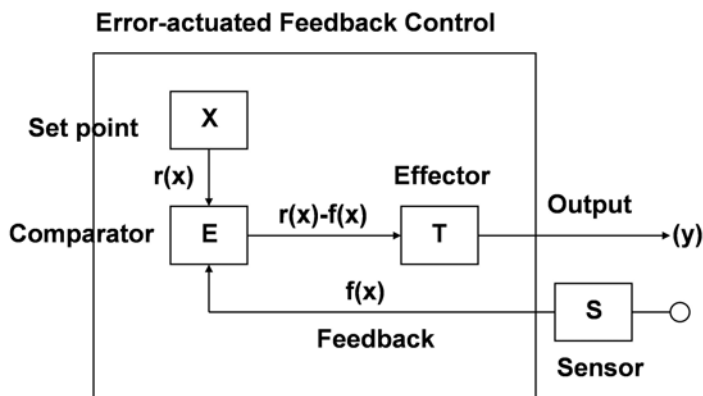 Error-actuated Feedback Control
X
Set point
r(x)
Effector
r(x)-f(x)
Output
Comparator
E
T
(y)
f(x)
S
Feedback
Sensor